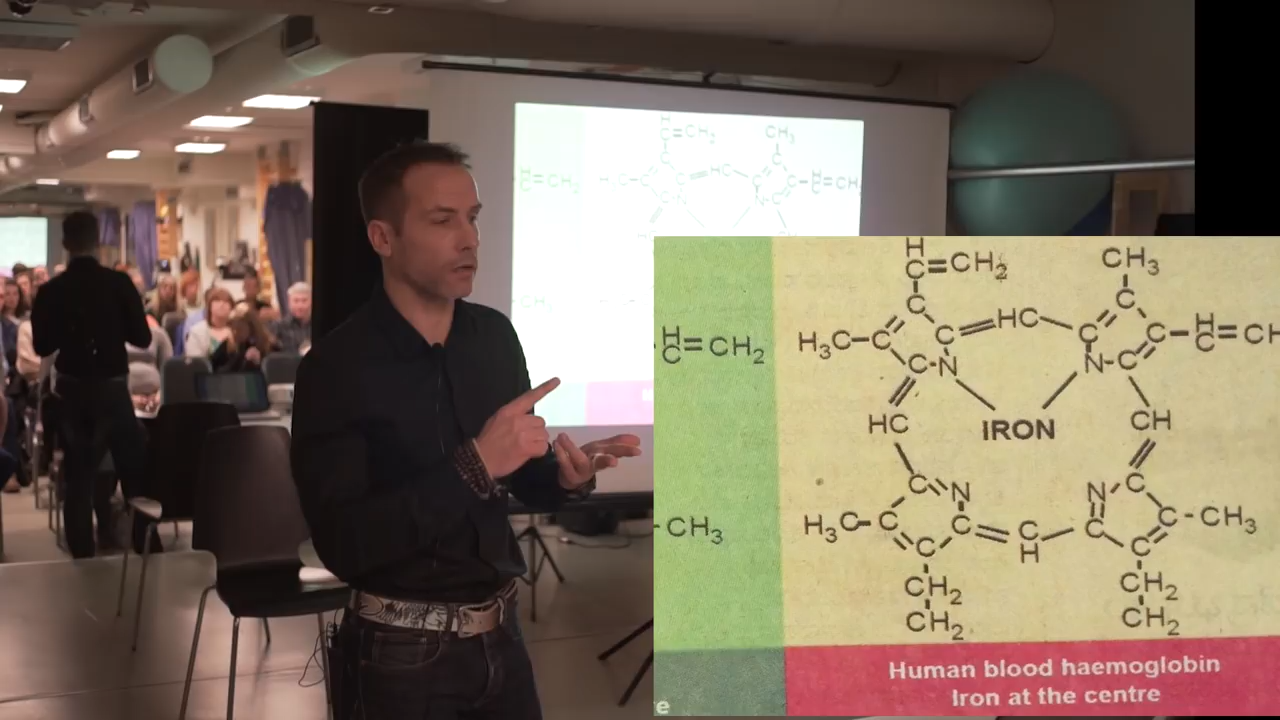 H
C=CH₂
CH₃
H
C=CH₂
H₃C-C
C
C
C
HC
C
C
C-
H
C=CH
C-N
N-C
HC
IRON
CH
C
N
N
C
H₃C-C
C
C
H
C
C-CH₃
-CH₃
C
C
CH₂
CH₂
CH₂
CH₂
Human blood haemoglobin
Iron at the centre
e